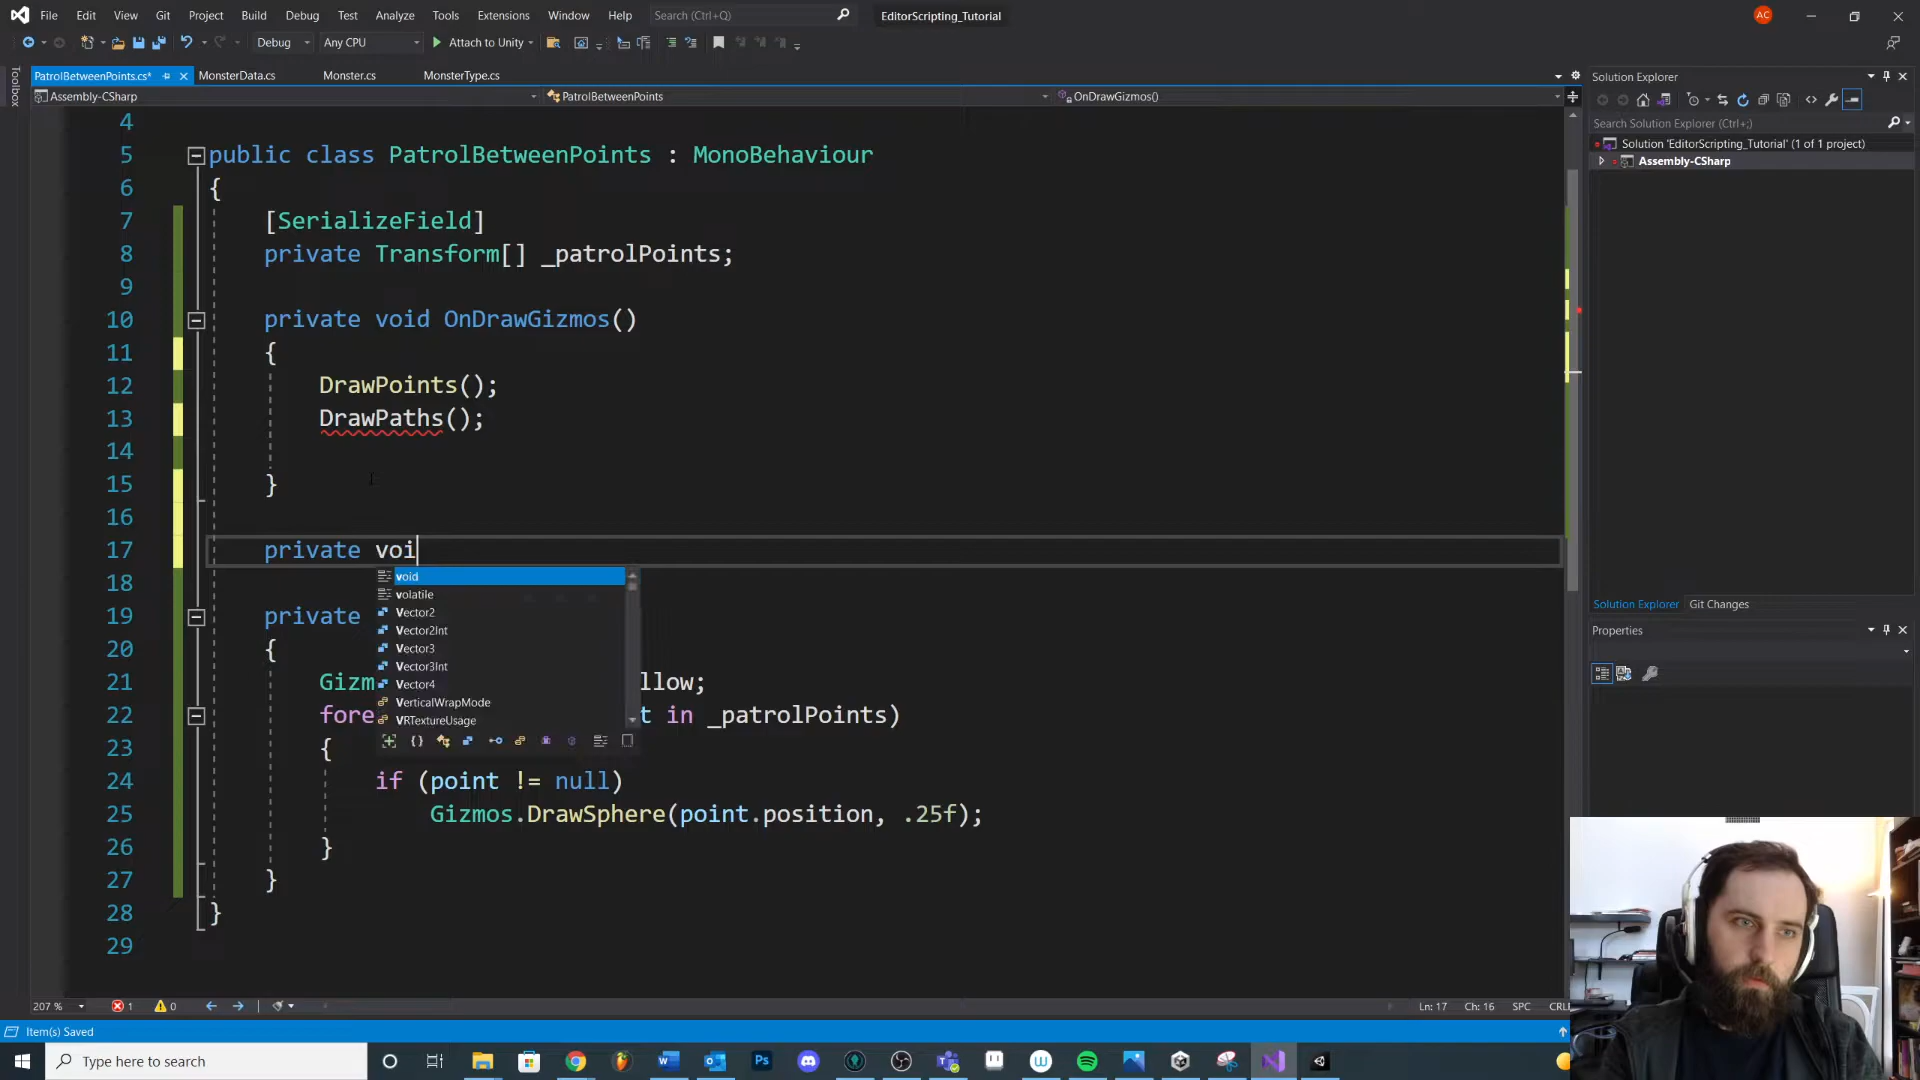 File Edit View Git Project Build Debug Test Analyze Tools Extensions Window Help Search (Ctrl+Q) EditorScripting_Tutorial AC
Debug Any CPU Attach to Unity
Toolbox
PatrolBetweenPoints.cs* MonsterData.cs Monster.cs MonsterType.cs
Assembly-CSharp PatrolBetweenPoints OnDrawGizmos()
4
5 public class PatrolBetweenPoints : MonoBehaviour
6 {
7 [SerializeField]
8 private Transform[] _patrolPoints;
9
10 private void OnDrawGizmos()
11 {
12 DrawPoints();
13 DrawPaths();
14
15 }
16
17 private voi
void
volatile
Vector2
Vector2Int
Vector3
Vector3Int
Vector4
VerticalWrapMode
VRTextureUsage
18
19 private
20 {
21 Gizm llow;
22 fore t in _patrolPoints)
23 {
24 if (point != null)
25 Gizmos.DrawSphere(point.position, .25f);
26 }
27 }
28 }
29
Solution Explorer
Search Solution Explorer (Ctrl+;)
Solution 'EditorScripting_Tutorial' (1 of 1 project)
Assembly-CSharp
Solution Explorer Git Changes
Properties
207 % 1 0 Ln: 17 Ch: 16 SPC CRL
Item(s) Saved
Type here to search